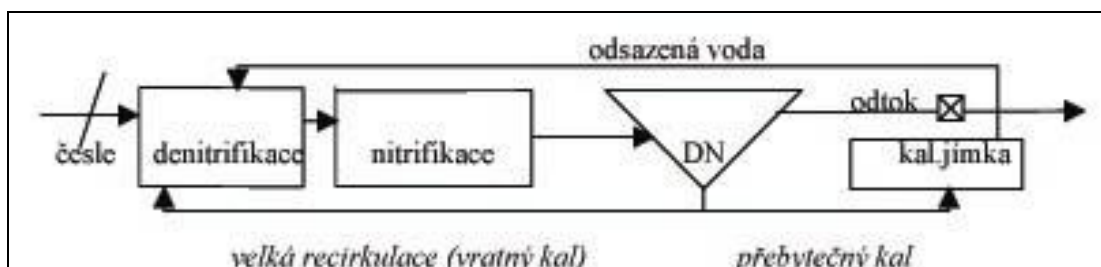 odsazená voda
odtok
česle
denitrifikace
nitrifikace
DN
kal.jímka
velká recirkulace (vratný kal)
přebytečný kal